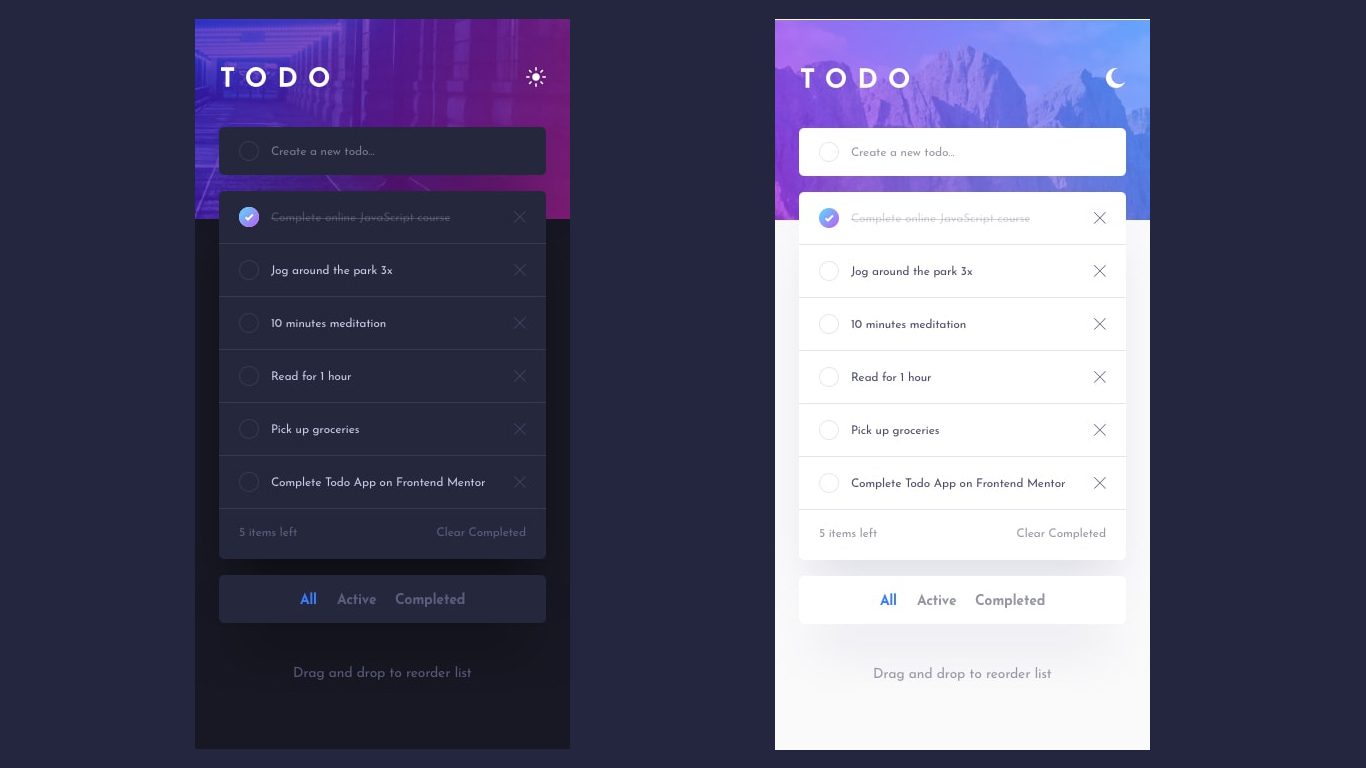 TODO
Create a new todo...
Complete online JavaScript course
Jog around the park 3x
10 minutes meditation
Read for 1 hour
Pick up groceries
Complete Todo App on Frontend Mentor
5 items left Clear Completed
All Active Completed
Drag and drop to reorder list
TODO
Create a new todo...
Complete online JavaScript course
Jog around the park 3x
10 minutes meditation
Read for 1 hour
Pick up groceries
Complete Todo App on Frontend Mentor
5 items left Clear Completed
All Active Completed
Drag and drop to reorder list